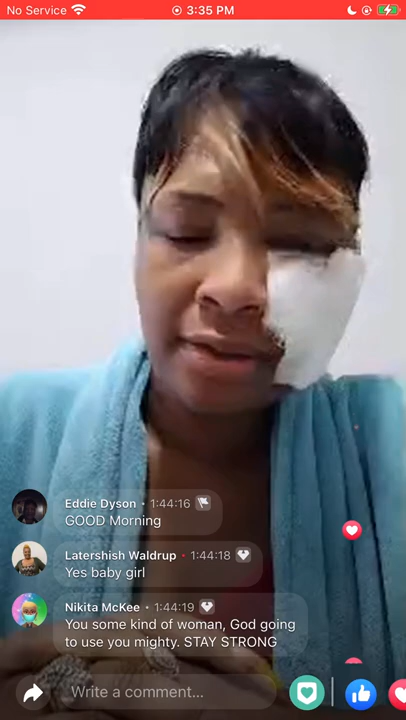 No Service 3:35 PM
Eddie Dyson • 1:44:16
GOOD Morning
Latershish Waldrup • 1:44:18
Yes baby girl
Nikita McKee • 1:44:19
You some kind of woman, God going
to use you mighty. STAY STRONG
Write a comment...